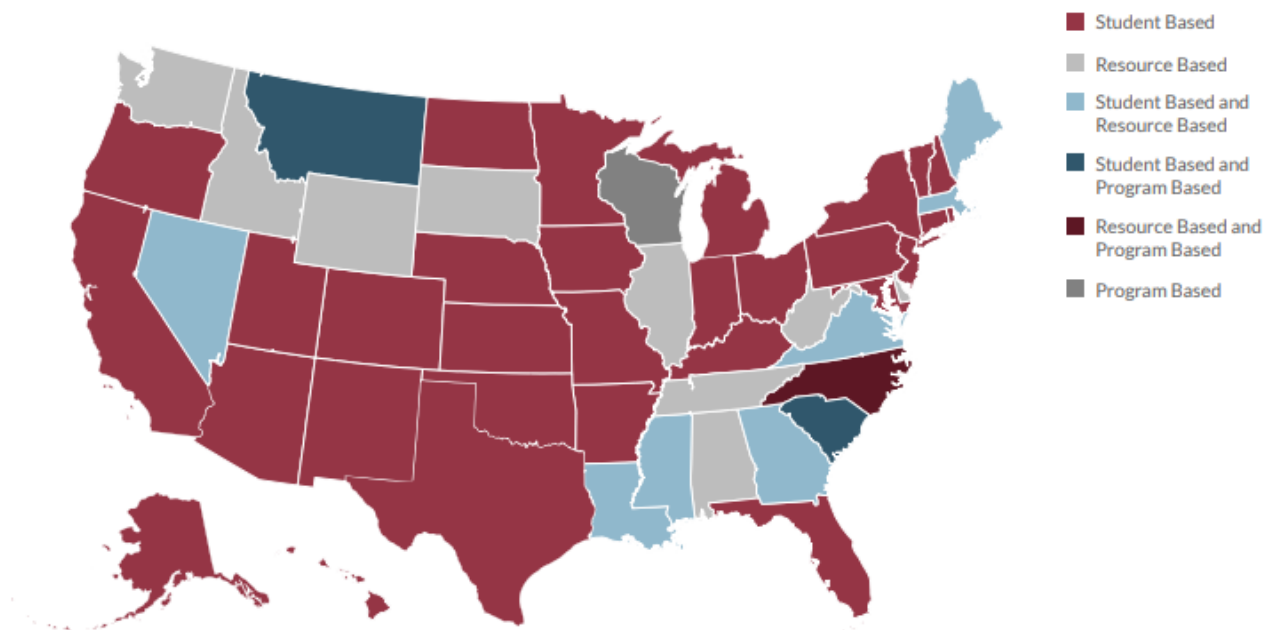 Student Based
Resource Based
Student Based and
Resource Based
Student Based and
Program Based
Resource Based and
Program Based
Program Based